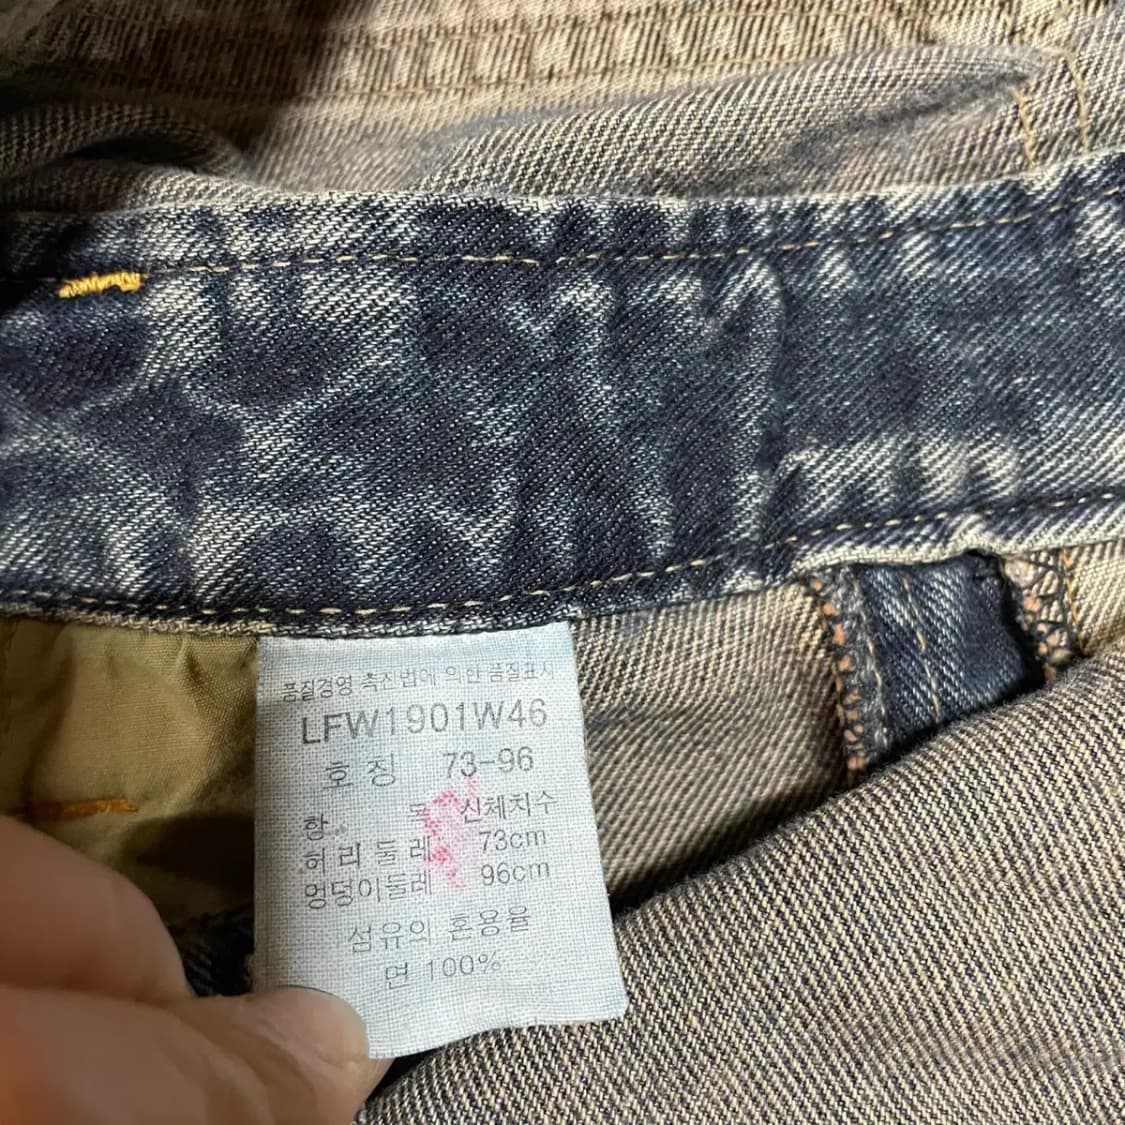 품질경영 촉진법에 의한 품질표시
LFW1901W46
호 칭 73-96
항 목 신체치수
허 리 둘 레 73cm
엉덩이둘레 96cm
섬유의 혼용율
면 100%